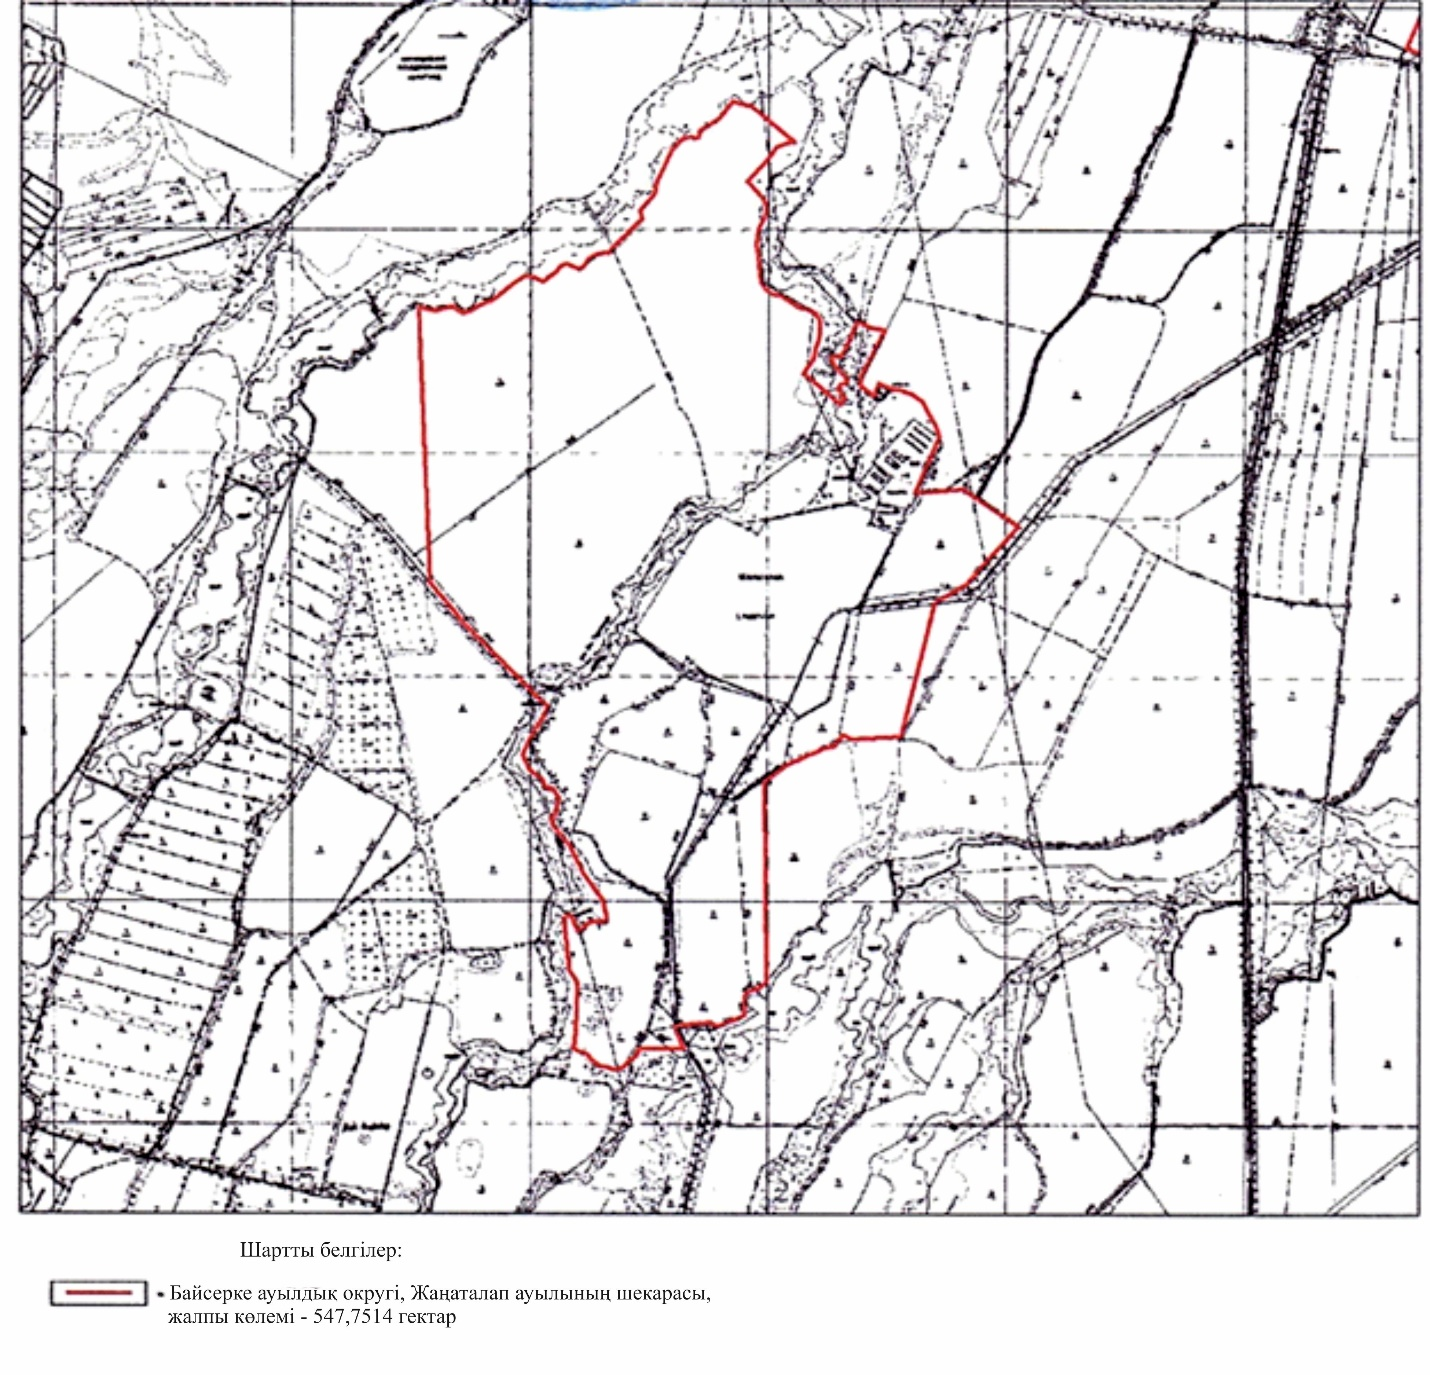 Шартты белгілер:
- Байсерке ауылдық округі, Жаңаталап ауылының шекарасы,
жалпы көлемі - 547,7514 гектар